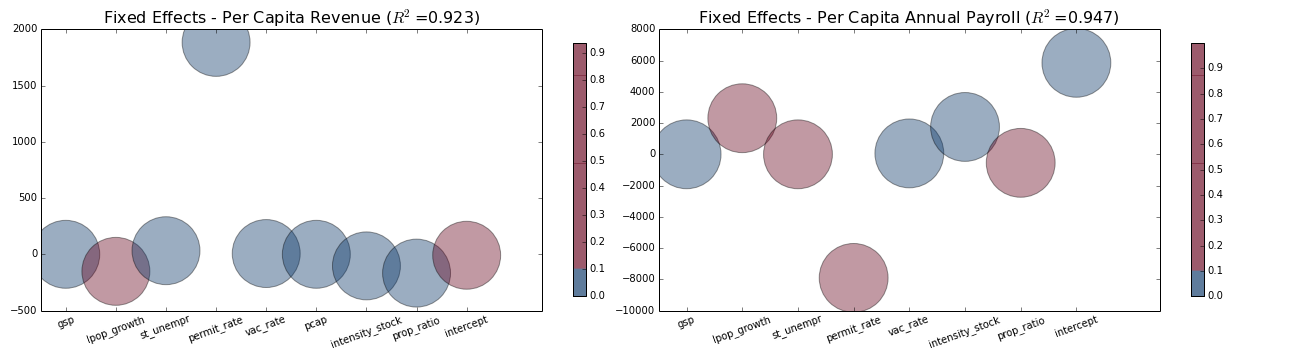 Fixed Effects - Per Capita Revenue (R² =0.923)
2000
1500
1000
500
0
−500
gsp
lpop_growth
st_unempr
permit_rate
vac_rate
pcap
intensity_stock
prop_ratio
intercept
0.9
0.8
0.7
0.6
0.5
0.4
0.3
0.2
0.1
0.0
Fixed Effects - Per Capita Annual Payroll (R² =0.947)
8000
6000
4000
2000
0
−2000
−4000
−6000
−8000
−10000
gsp
lpop_growth
st_unempr
permit_rate
vac_rate
intensity_stock
prop_ratio
intercept
0.9
0.8
0.7
0.6
0.5
0.4
0.3
0.2
0.1
0.0